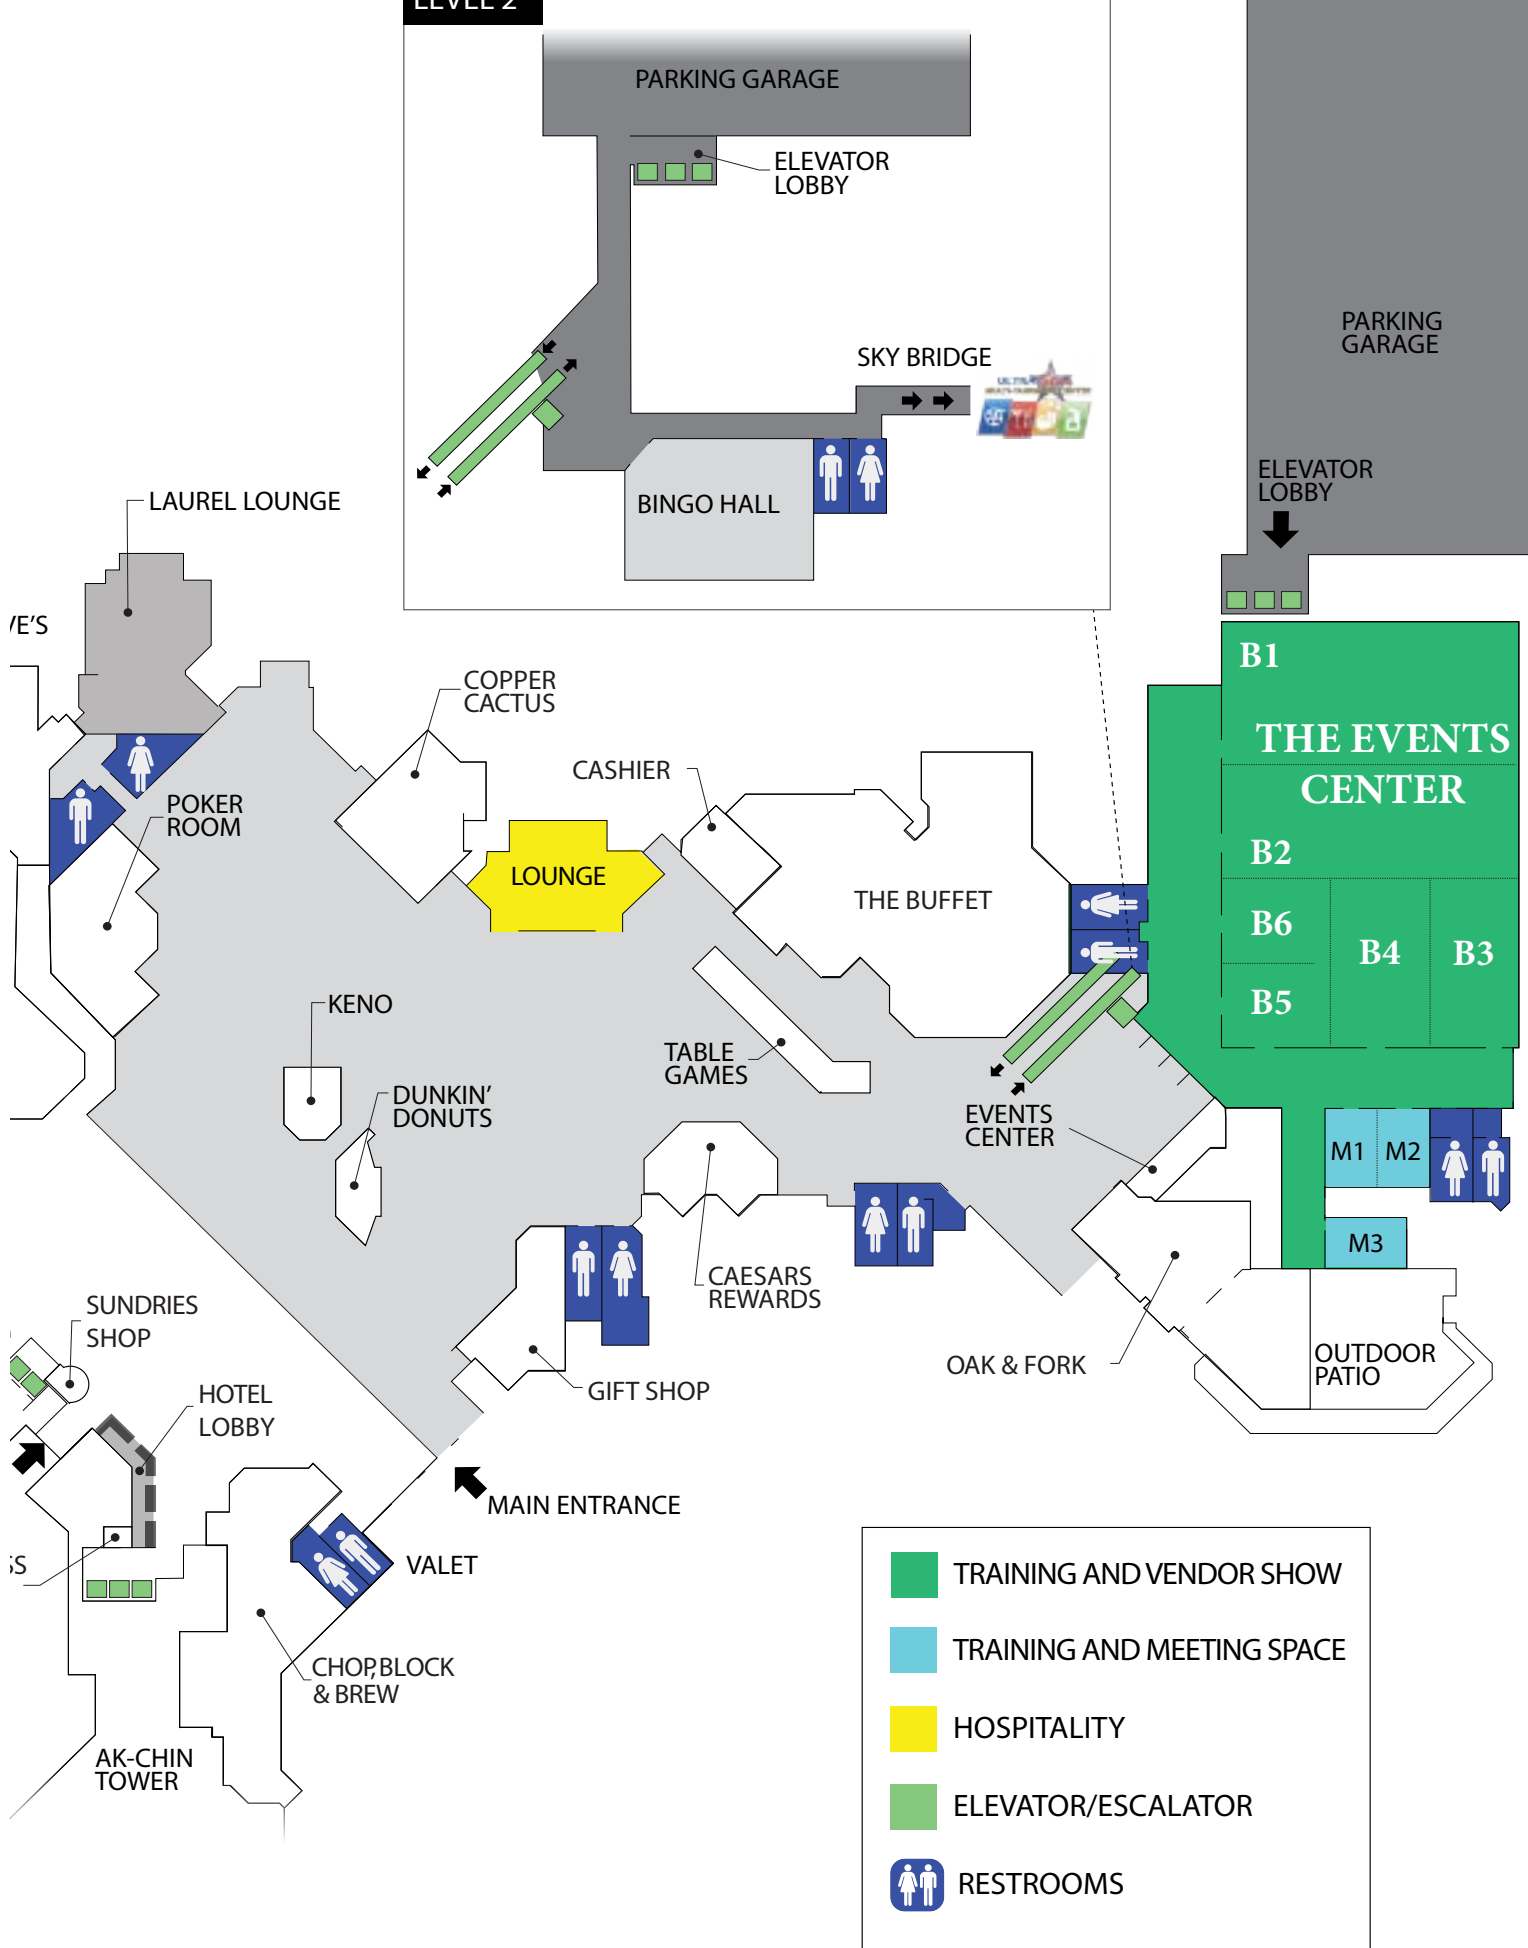 LEVEL 2
PARKING GARAGE
ELEVATOR
LOBBY
SKY BRIDGE
BINGO HALL
PARKING
GARAGE
ELEVATOR
LOBBY
LAUREL LOUNGE
VE'S
COPPER
CACTUS
CASHIER
POKER
ROOM
LOUNGE
THE BUFFET
B1
THE EVENTS
CENTER
B2
B6
B4
B3
B5
KENO
TABLE
GAMES
DUNKIN'
DONUTS
EVENTS
CENTER
M1
M2
M3
CAESARS
REWARDS
SUNDRIES
SHOP
OAK & FORK
OUTDOOR
PATIO
GIFT SHOP
HOTEL
LOBBY
MAIN ENTRANCE
VALET
SS
CHOP, BLOCK
& BREW
AK-CHIN
TOWER
TRAINING AND VENDOR SHOW
TRAINING AND MEETING SPACE
HOSPITALITY
ELEVATOR/ESCALATOR
RESTROOMS